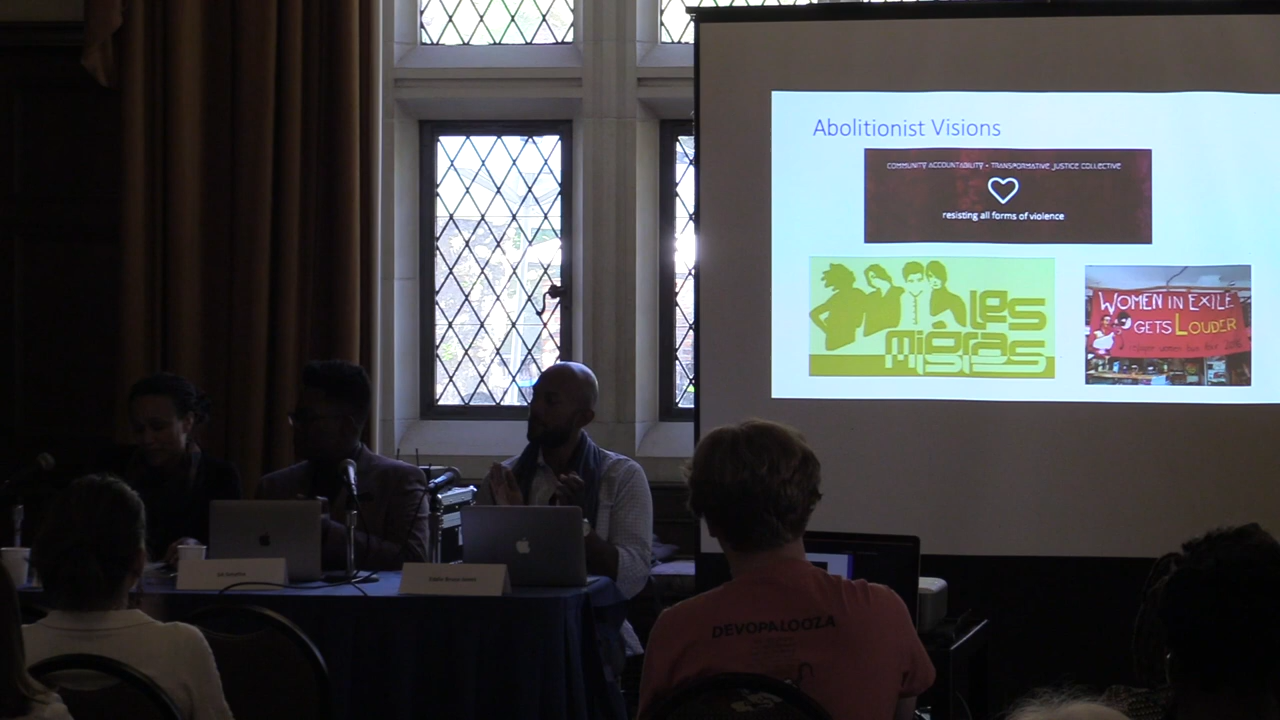 Abolitionist Visions
COMMUNITY ACCOUNTABILITY - TRANSFORMATIVE JUSTICE COLLECTIVE
resisting all forms of violence
LES
MIGRAS
WOMEN IN EXILE
GETS LOUDER
DEVOPALOOZA